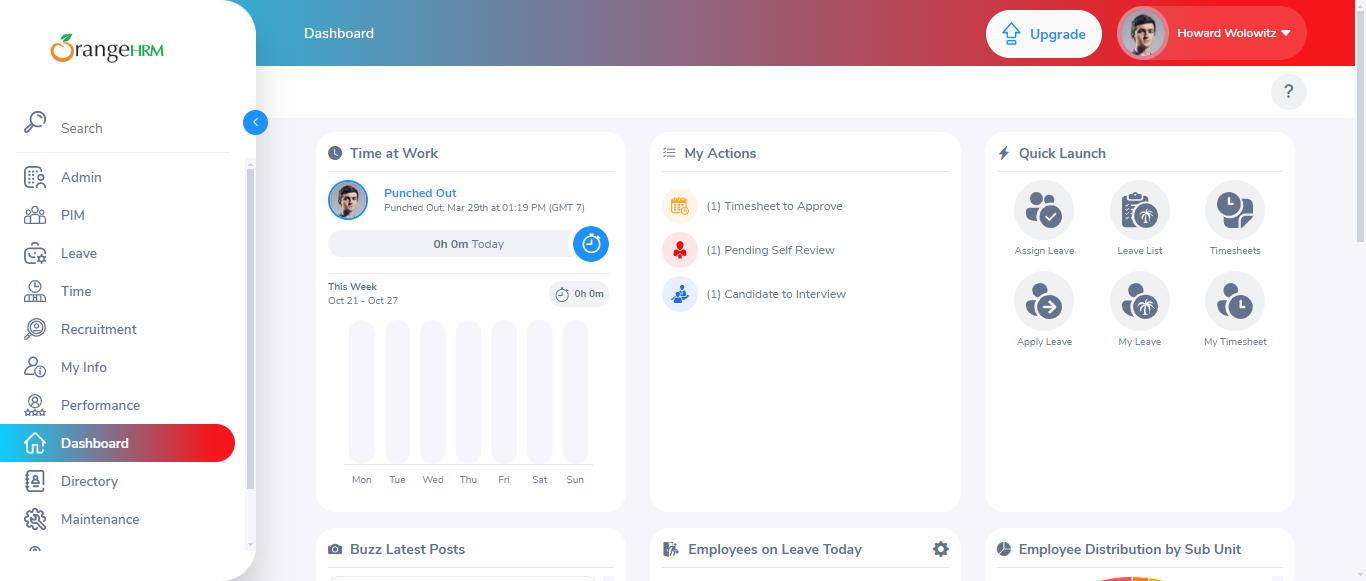 OrangeHRM
Search
Admin
PIM
Leave
Time
Recruitment
My Info
Performance
Dashboard
Directory
Maintenance
Dashboard
Upgrade
Howard Wolowitz
?
Time at Work
Punched Out
Punched Out: Mar 29th at 01:19 PM (GMT 7)
0h 0m Today
This Week
Oct 21 - Oct 27
0h 0m
Mon Tue Wed Thu Fri Sat Sun
My Actions
(1) Timesheet to Approve
(1) Pending Self Review
(1) Candidate to Interview
Quick Launch
Assign Leave
Leave List
Timesheets
Apply Leave
My Leave
My Timesheet
Buzz Latest Posts
Employees on Leave Today
Employee Distribution by Sub Unit